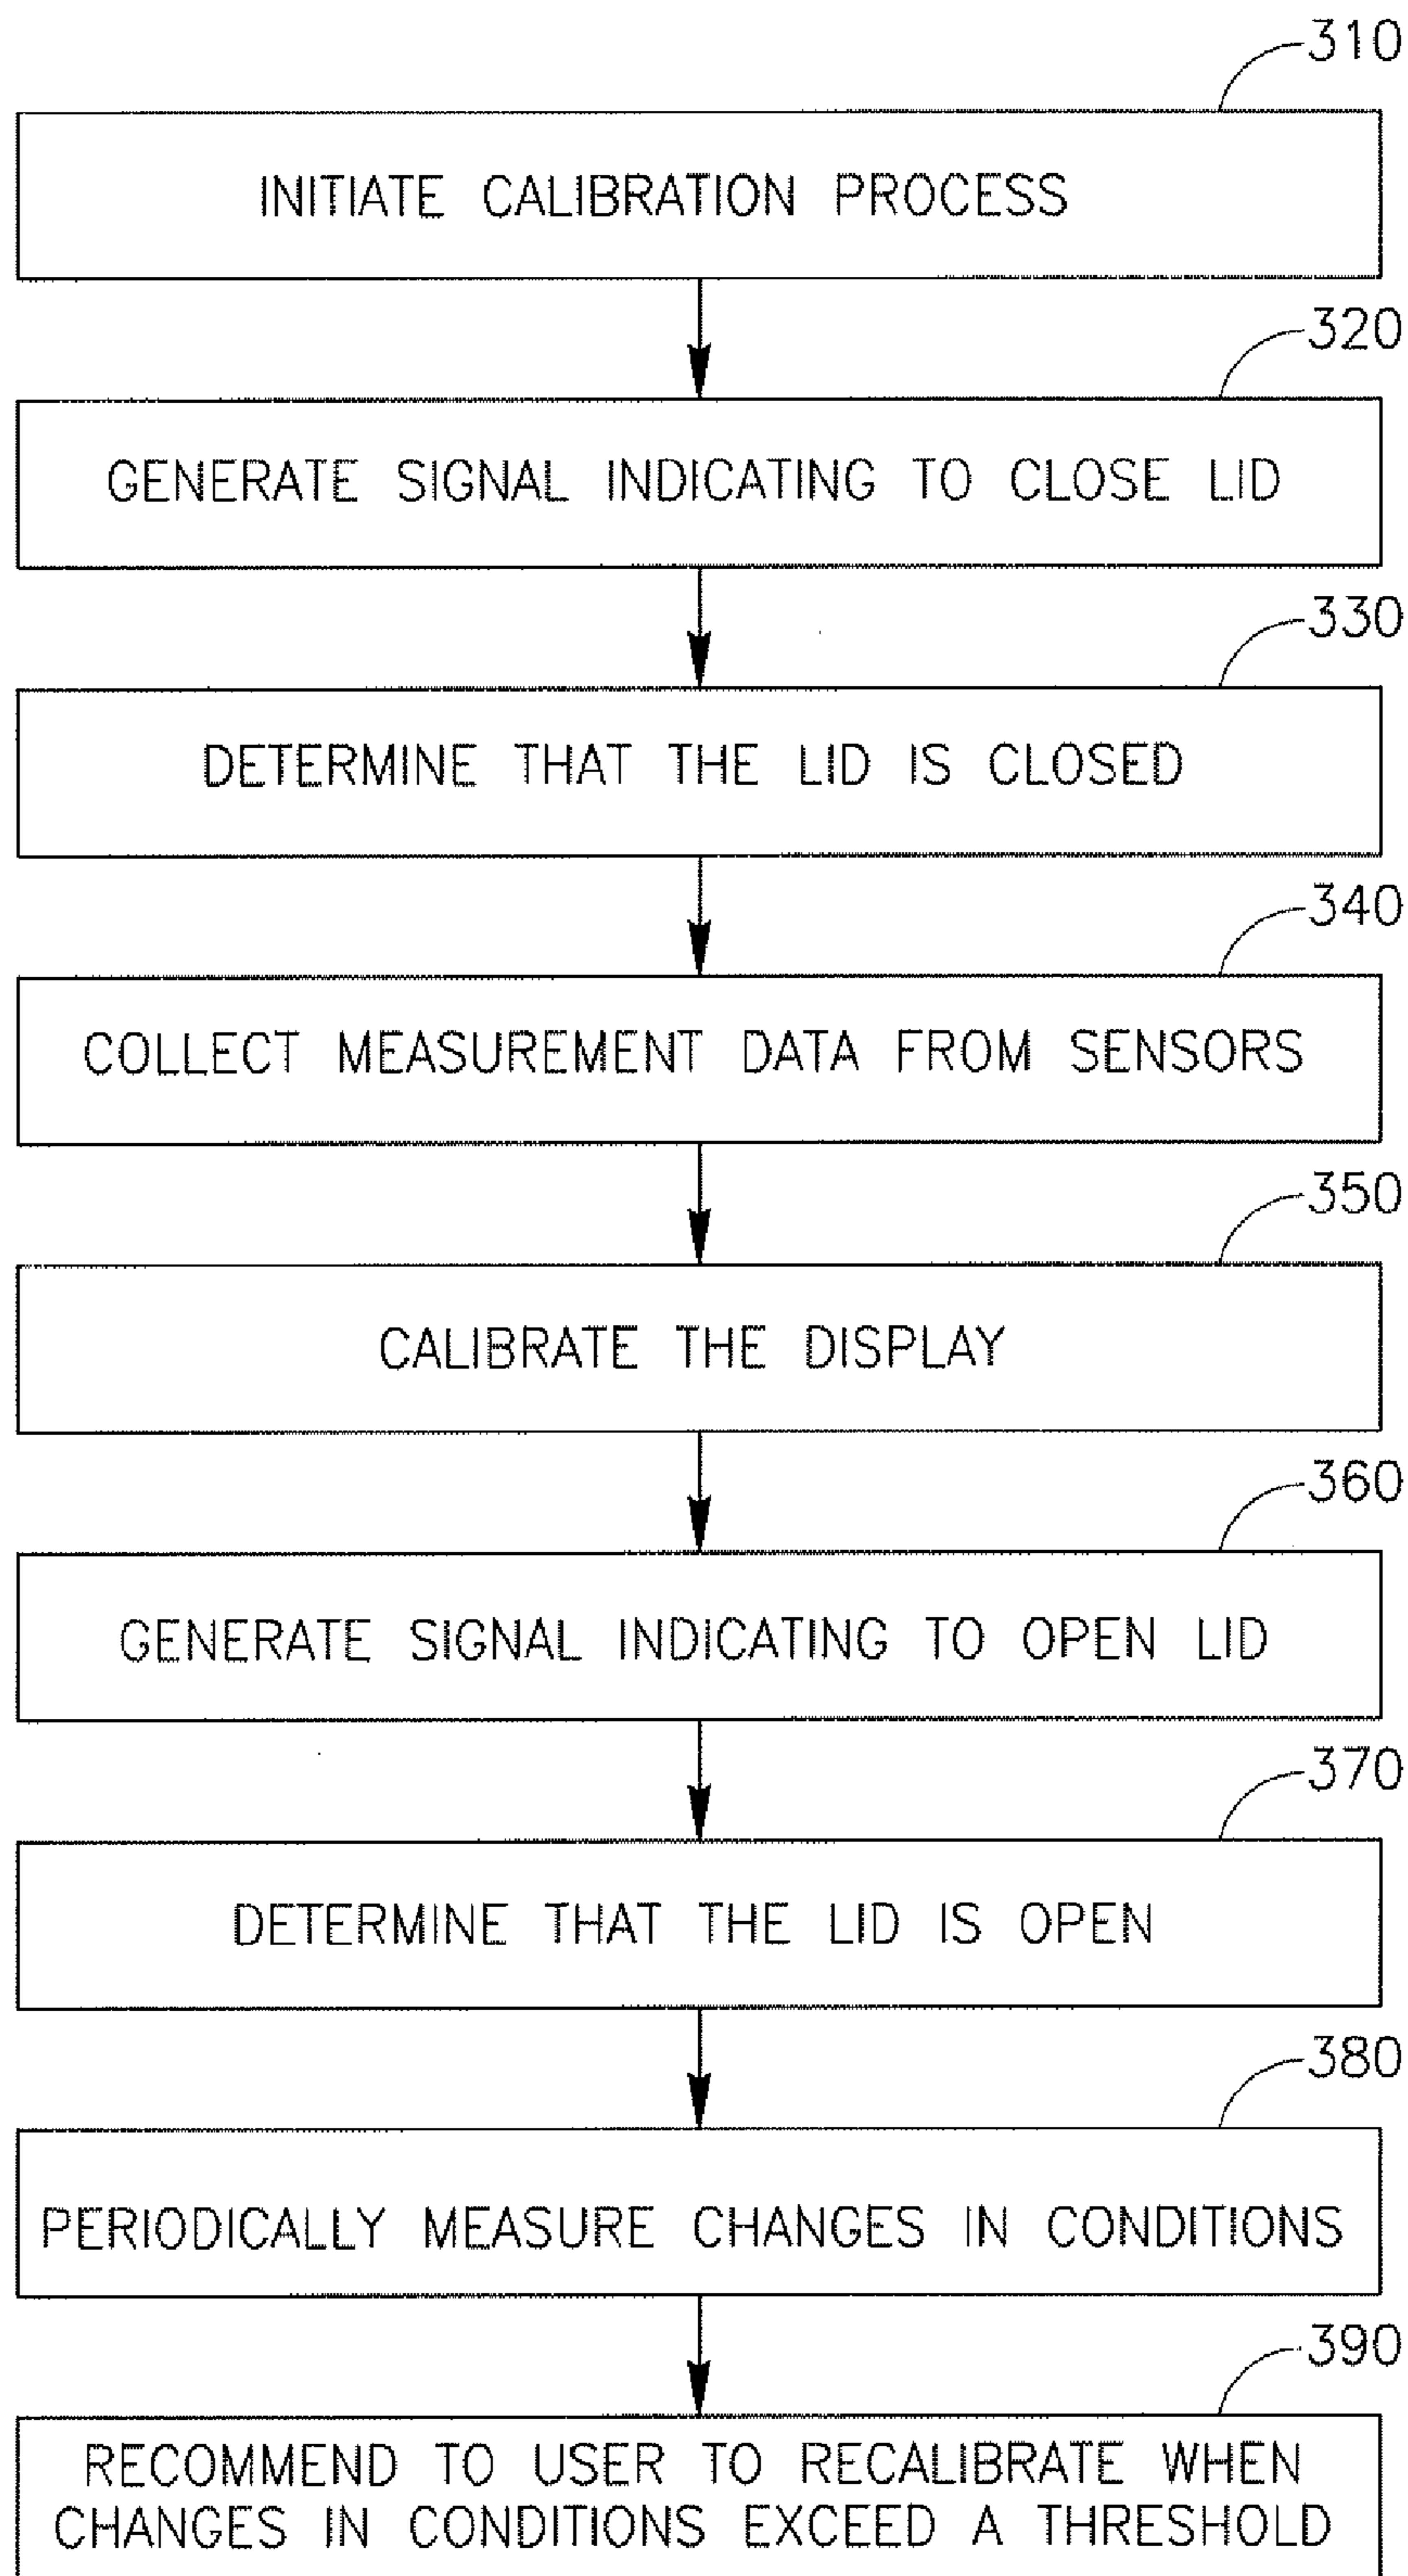 310
INITIATE CALIBRATION PROCESS
320
GENERATE SIGNAL INDICATING TO CLOSE LID
330
DETERMINE THAT THE LID IS CLOSED
340
COLLECT MEASUREMENT DATA FROM SENSORS
350
CALIBRATE THE DISPLAY
360
GENERATE SIGNAL INDICATING TO OPEN LID
370
DETERMINE THAT THE LID IS OPEN
380
PERIODICALLY MEASURE CHANGES IN CONDITIONS
390
RECOMMEND TO USER TO RECALIBRATE WHEN
CHANGES IN CONDITIONS EXCEED A THRESHOLD